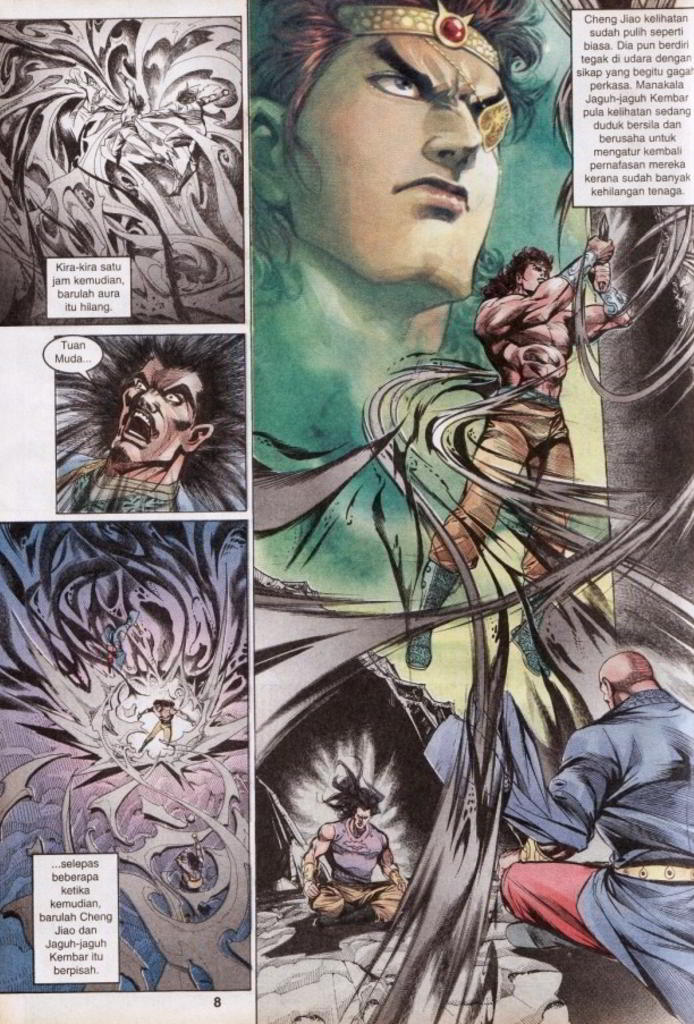 Kira-kira satu
jam kemudian,
barulah aura
itu hilang.
Tuan
Muda...
...selepas
beberapa
ketika
kemudian,
barulah Cheng
Jiao dan
Jaguh-jaguh
Kembar itu
berpisah.
Cheng Jiao kelihatan
sudah pulih seperti
biasa. Dia pun berdiri
tegak di udara dengan
sikap yang begitu gagah
perkasa. Manakala
Jaguh-jaguh Kembar
pula kelihatan sedang
duduk bersila dan
berusaha untuk
mengatur kembali
pernafasan mereka
kerana sudah banyak
kehilangan tenaga.
8